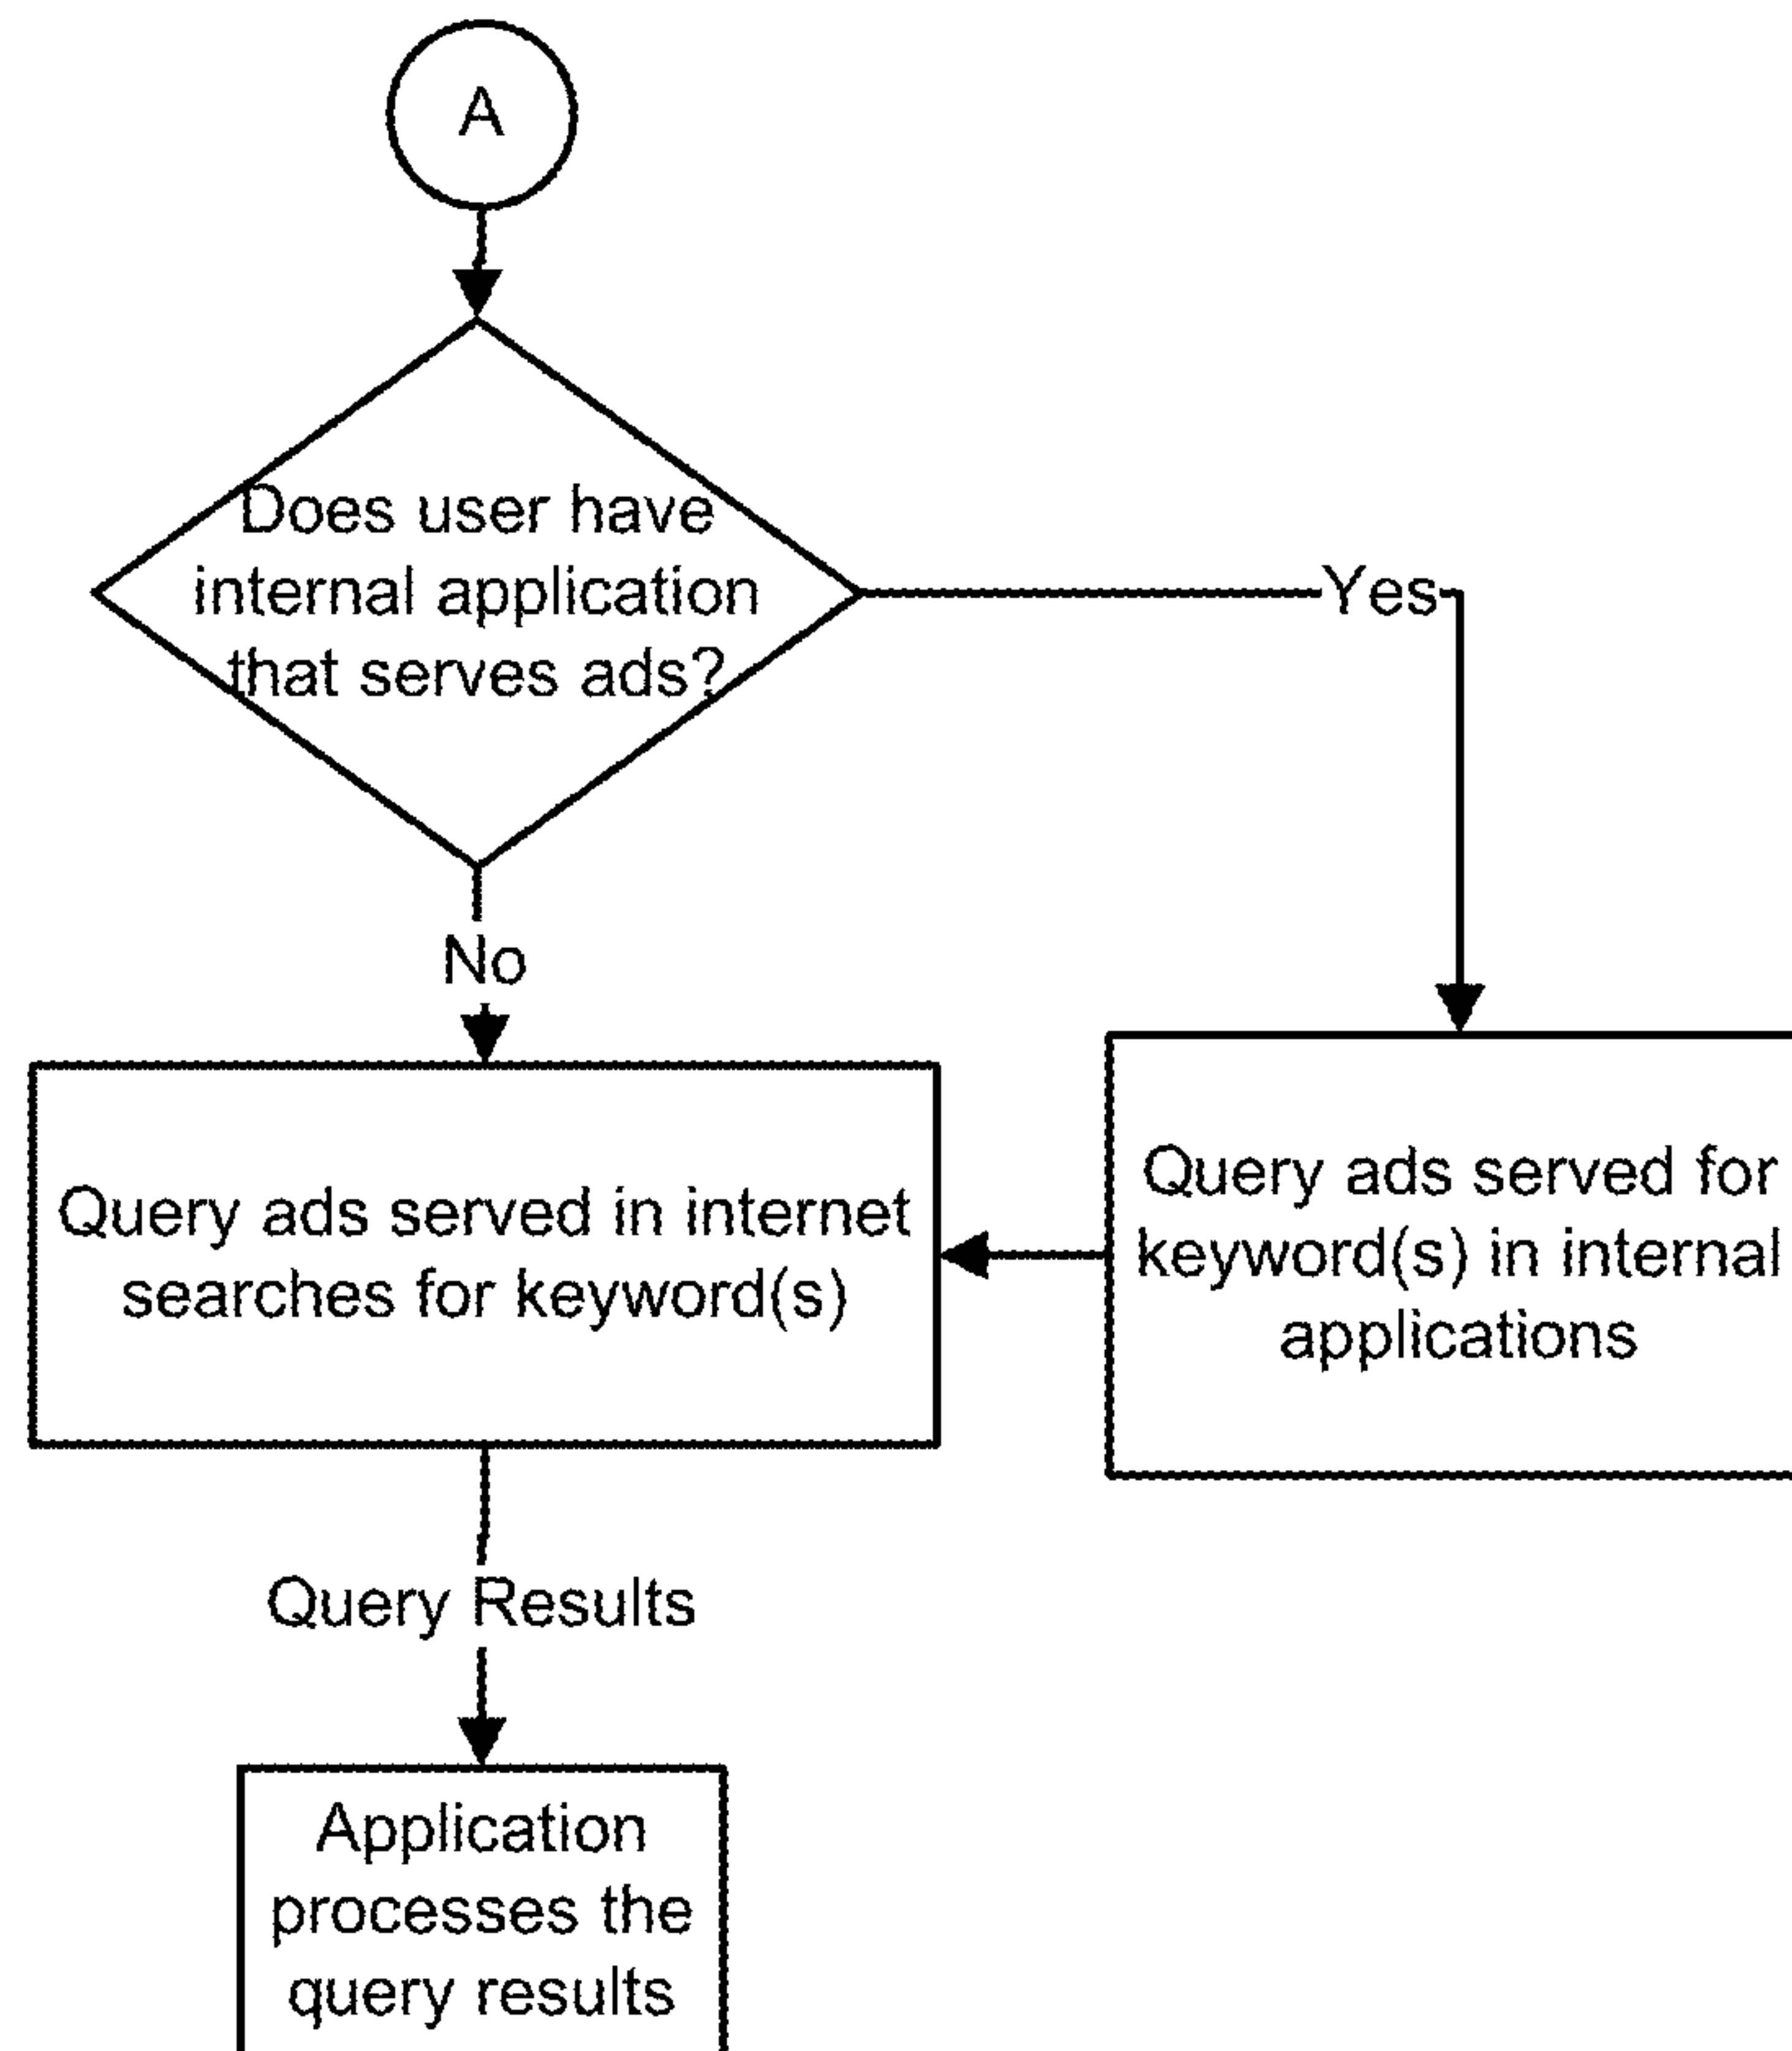 A
Does user have
internal application
that serves ads?
Yes
No
Query ads served in internet
searches for keyword(s)
Query ads served for
keyword(s) in internal
applications
Query Results
Application
processes the
query results